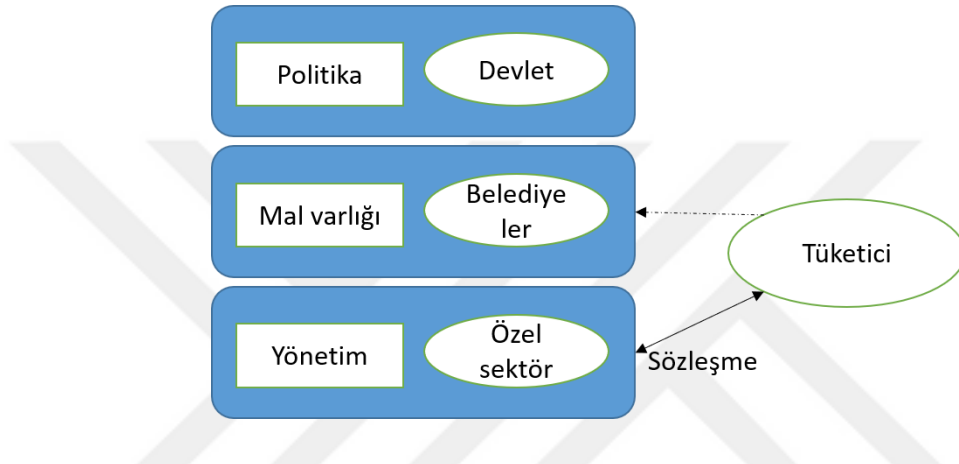 Politika
Devlet
Mal varlığı
Belediye
ler
Tüketici
Yönetim
Özel
sektör
Sözleşme